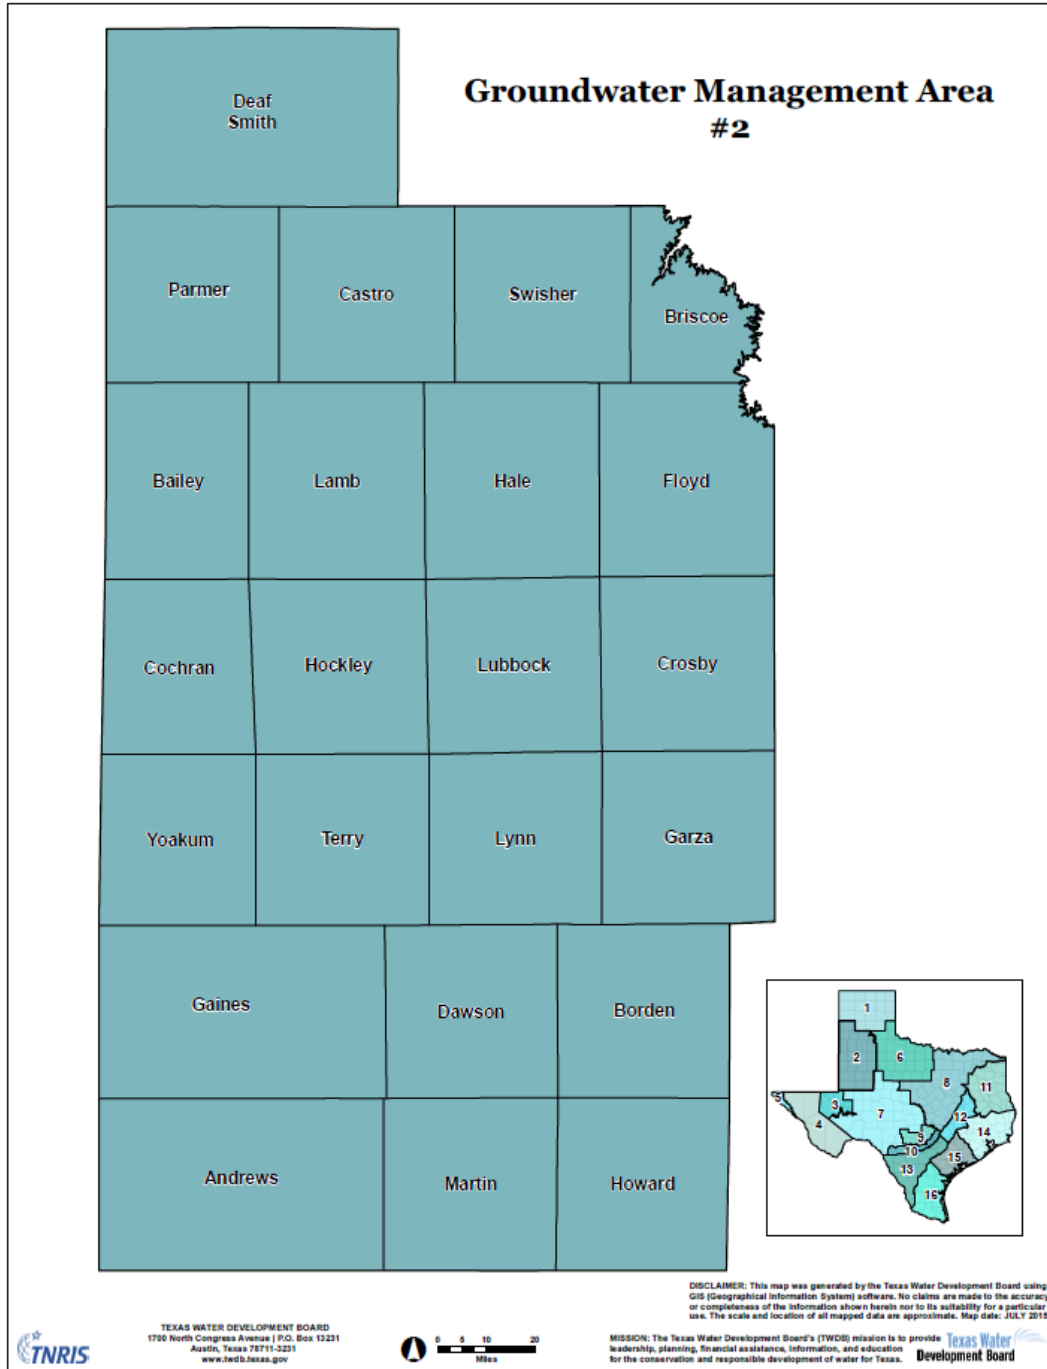 Groundwater Management Area
#2
Deaf
Smith
Parmer
Castro
Swisher
Briscoe
Bailey
Lamb
Hale
Floyd
Cochran
Hockley
Lubbock
Crosby
Yoakum
Terry
Lynn
Garza
Gaines
Dawson
Borden
Andrews
Martin
Howard
1
2
6
8
11
5
3
7
4
12
14
9
10
15
13
16
DISCLAIMER: This map was generated by the Texas Water Development Board using
GIS (Geographical Information System) software. No claims are made to the accuracy
or completeness of the information shown herein nor to its suitability for a particular
use. The scale and location of all mapped data are approximate. Map date: JULY 2015
TNRIS
TEXAS WATER DEVELOPMENT BOARD
1700 North Congress Avenue | P.O. Box 13231
Austin, Texas 78711-3231
www.twdb.texas.gov
0 5 10 20
Miles
MISSION: The Texas Water Development Board's (TWDB) mission is to provide
leadership, planning, financial assistance, information, and education
for the conservation and responsible development of water for Texas.
Texas Water
Development Board